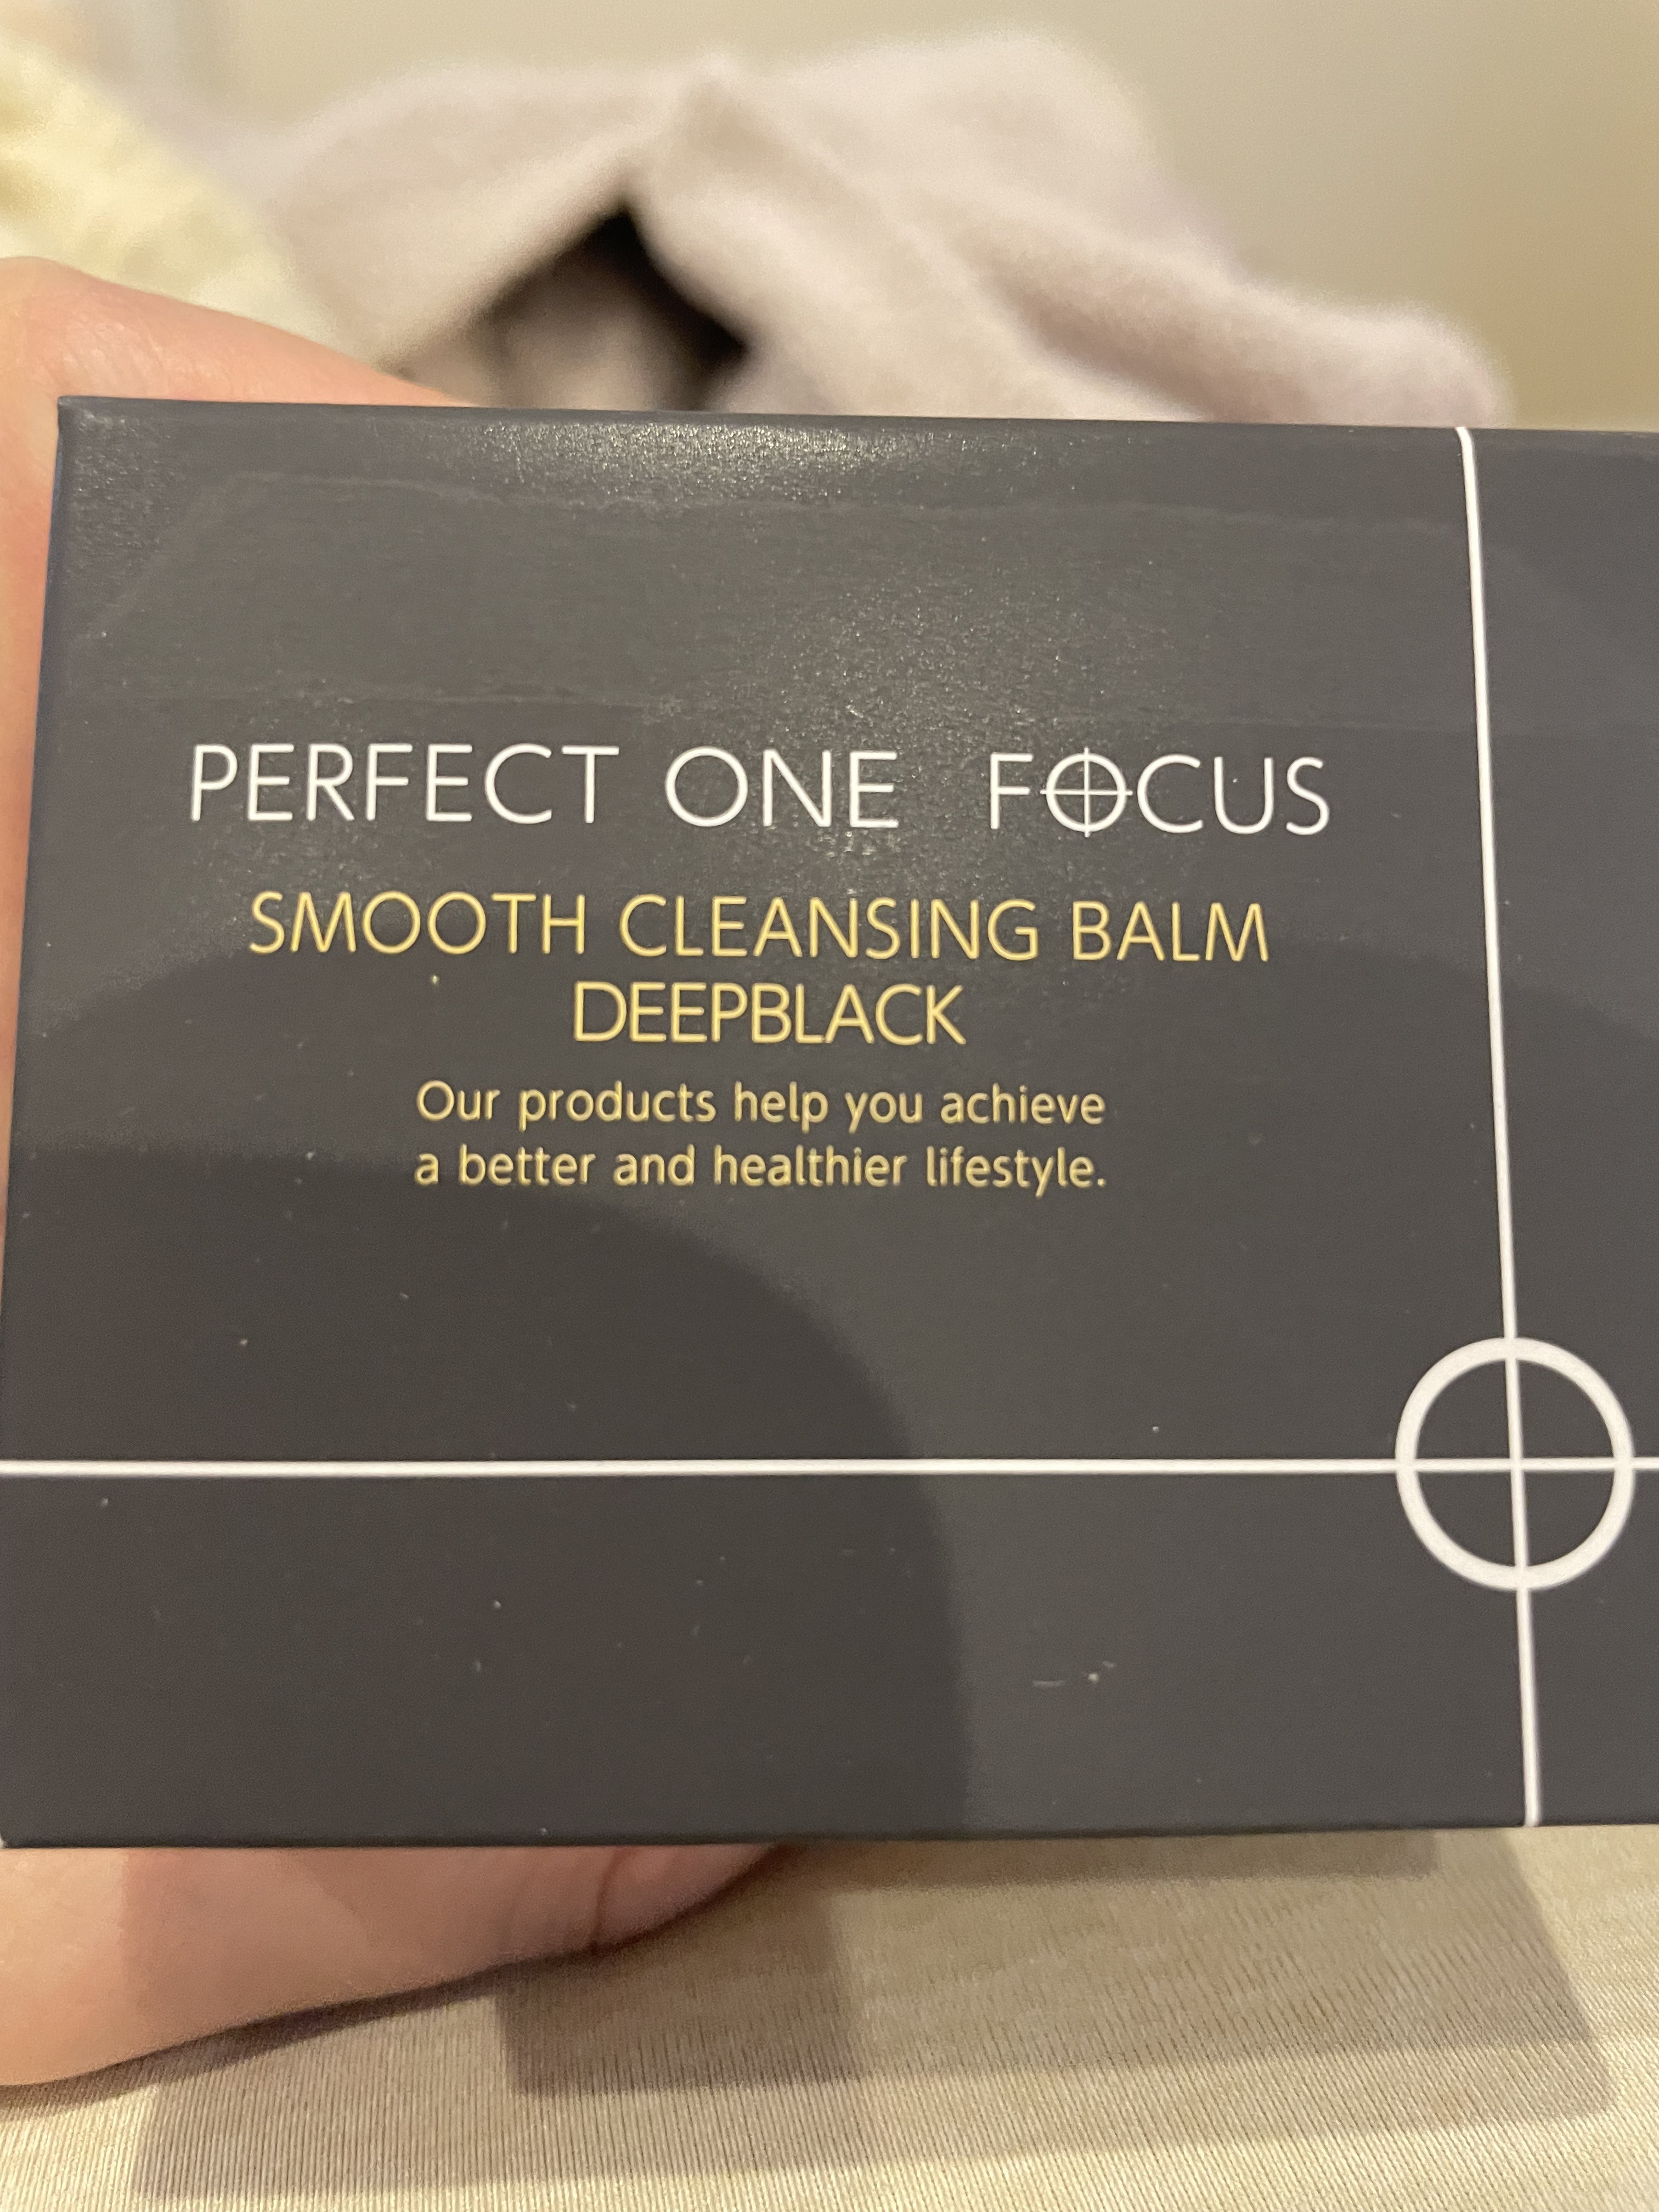 PERFECT ONE FOCUS
SMOOTH CLEANSING BALM
DEEPBLACK
Our products help you achieve
a better and healthier lifestyle.